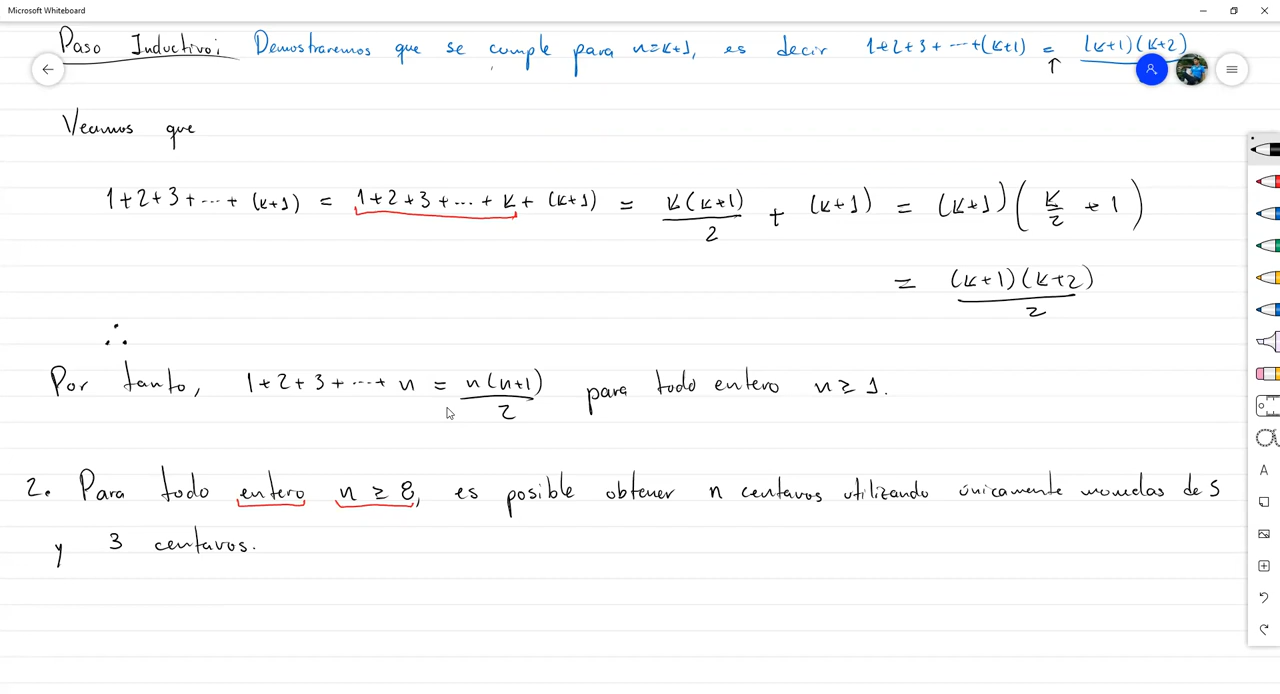 Microsoft Whiteboard
Paso Inductivo: Demostraremos que se cumple para n=k+1, es decir 1+2+3+⋯+(k+1) = (k+1)(k+2)
↑
Veamos que
1+2+3+⋯+(k+1) = 1+2+3+⋯+k+(k+1) = k(k+1)/2 + (k+1) = (k+1)(k/2 + 1)
= (k+1)(k+2)/2
∴
Por tanto, 1+2+3+⋯+n = n(n+1)/2 para todo entero n ≥ 1.
2. Para todo entero n ≥ 8, es posible obtener n centavos utilizando únicamente monedas de 5
y 3 centavos.